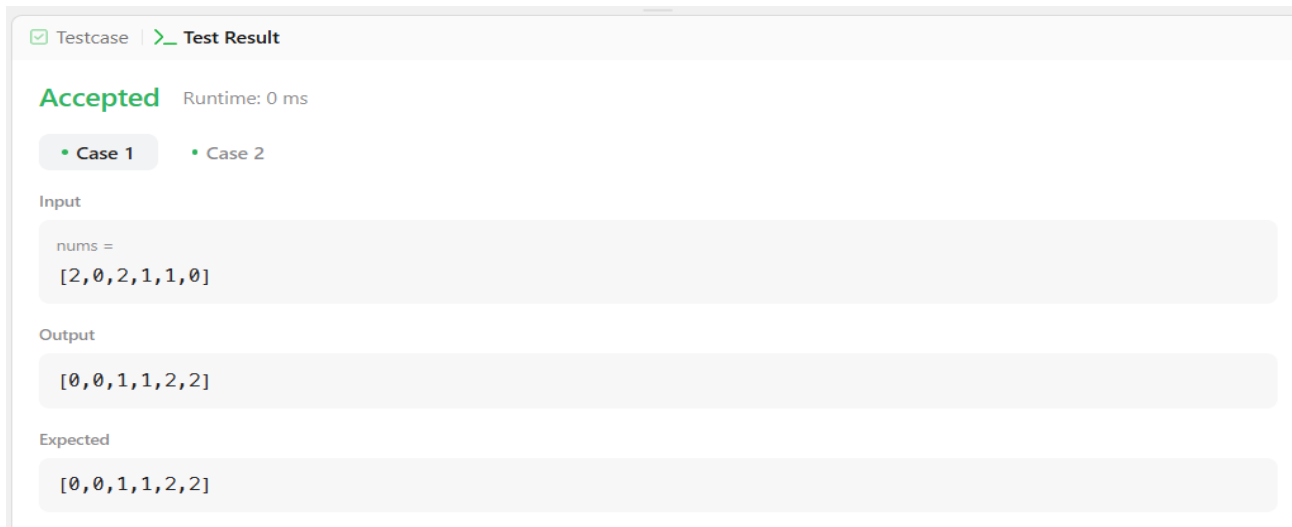 Testcase
>_ Test Result
Accepted Runtime: 0 ms
• Case 1 • Case 2
Input
nums =
[2,0,2,1,1,0]
Output
[0,0,1,1,2,2]
Expected
[0,0,1,1,2,2]